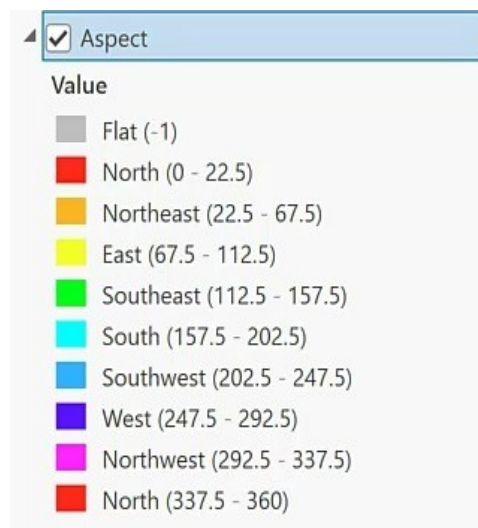 Aspect
Value
Flat (-1)
North (0 - 22.5)
Northeast (22.5 - 67.5)
East (67.5 - 112.5)
Southeast (112.5 - 157.5)
South (157.5 - 202.5)
Southwest (202.5 - 247.5)
West (247.5 - 292.5)
Northwest (292.5 - 337.5)
North (337.5 - 360)